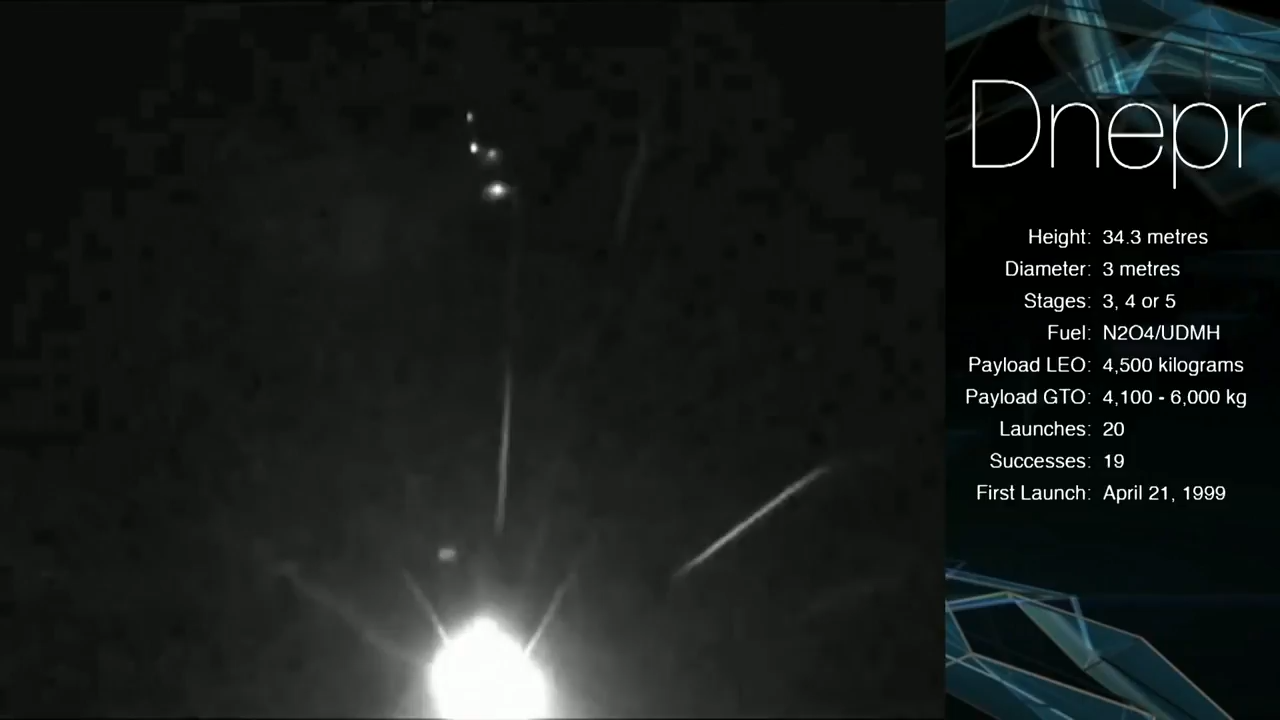 Dnepr
Height: 34.3 metres
Diameter: 3 metres
Stages: 3, 4 or 5
Fuel: N2O4/UDMH
Payload LEO: 4,500 kilograms
Payload GTO: 4,100 - 6,000 kg
Launches: 20
Successes: 19
First Launch: April 21, 1999